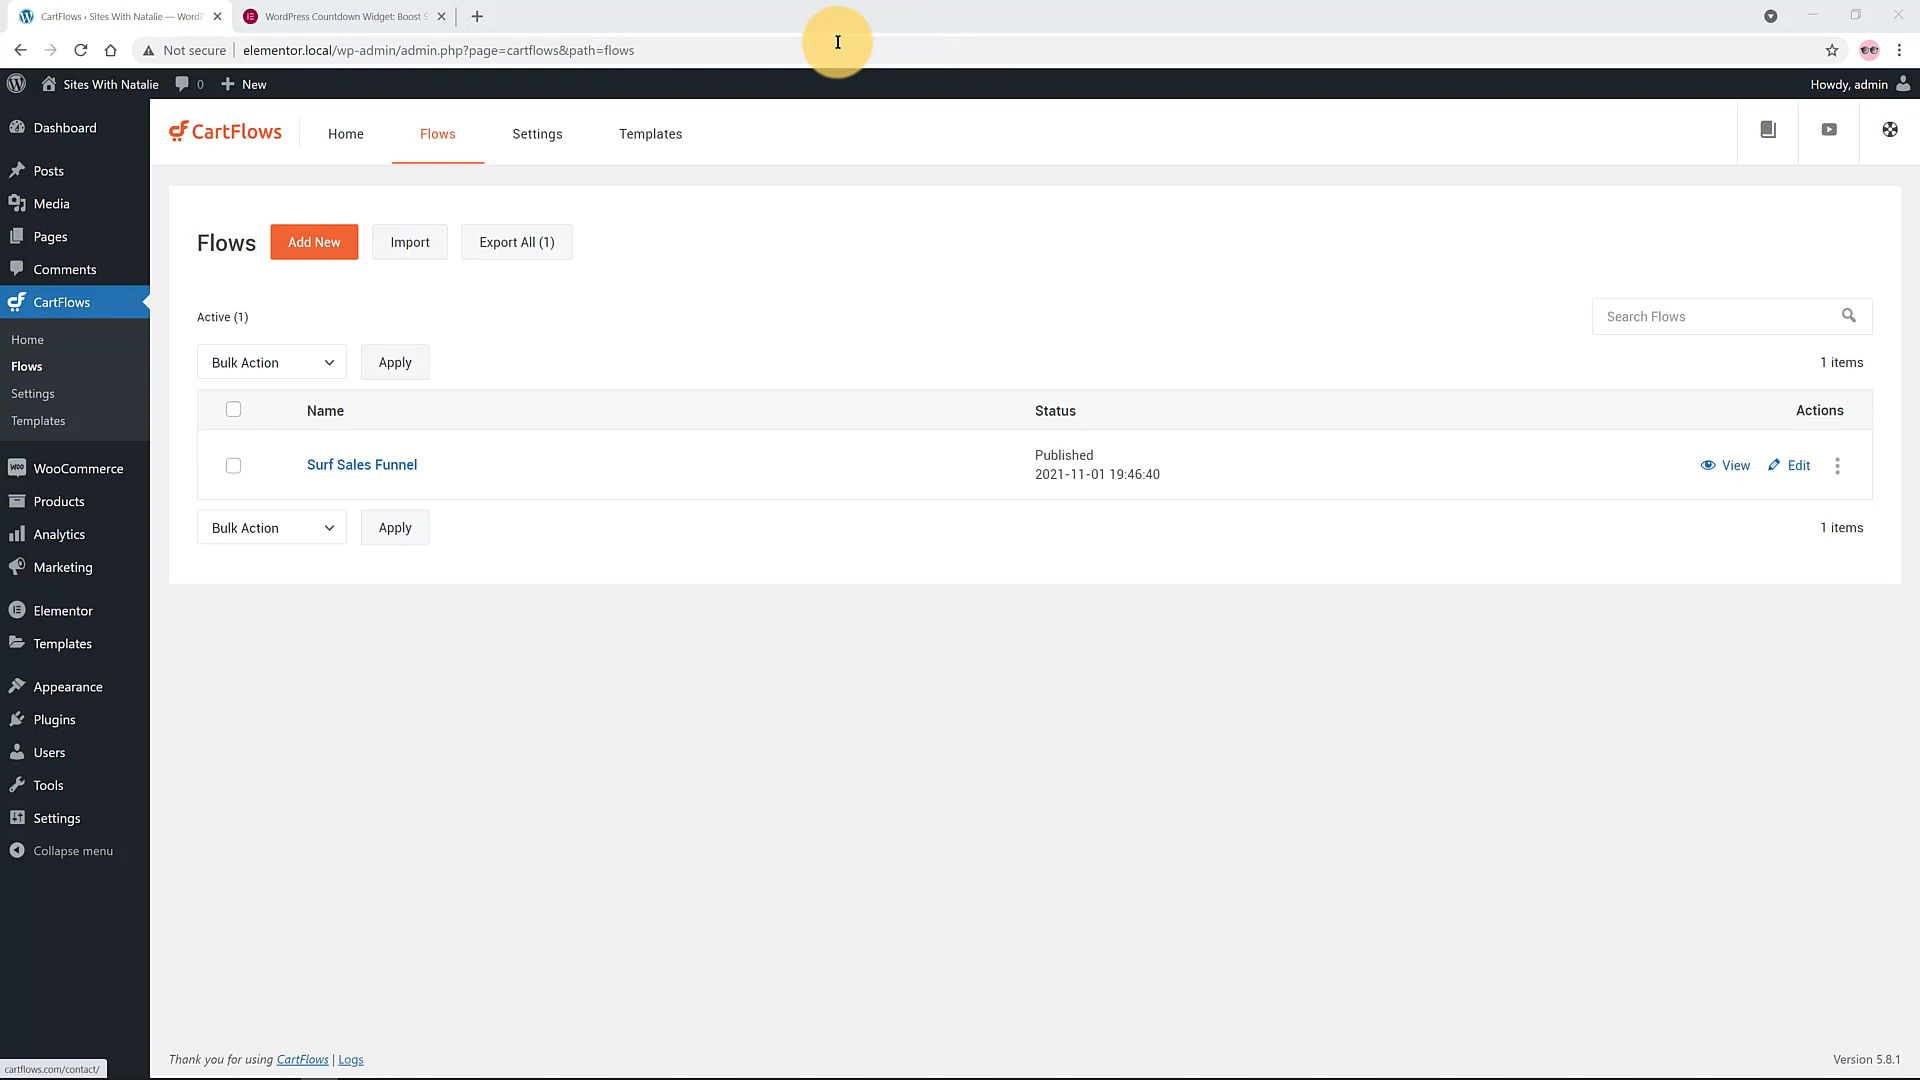 CartFlows ‹ Sites With Natalie — WordP
WordPress Countdown Widget: Boost S
Not secure
elementor.local/wp-admin/admin.php?page=cartflows&path=flows
Sites With Natalie
0
New
Howdy, admin
Dashboard
Posts
Media
Pages
Comments
CartFlows
Home
Flows
Settings
Templates
WooCommerce
Products
Analytics
Marketing
Elementor
Templates
Appearance
Plugins
Users
Tools
Settings
Collapse menu
cartflows.com/contact/
CartFlows
Home
Flows
Settings
Templates
Flows
Add New
Import
Export All (1)
Active (1)
Search Flows
Bulk Action
Apply
1 items
Name
Status
Actions
Surf Sales Funnel
Published
2021-11-01 19:46:40
View
Edit
Bulk Action
Apply
1 items
Thank you for using CartFlows | Logs
Version 5.8.1